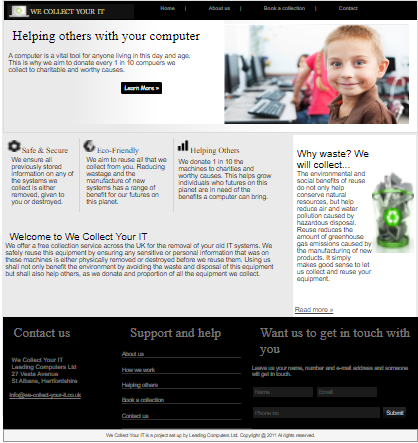 WE COLLECT YOUR IT
Home | About us | Book a collection | Contact
Helping others with your computer
A computer is a vital tool for anyone living in this day and age.
This is why we aim to donate every 1 in 10 compuers we
collect to charitable and worthy causes.
Learn More »
Safe & Secure
We ensure all
previously stored
information on any of
the systems we
collect is either
removed, given to
you or destroyed.
Eco-Friendly
We aim to reuse all that we
collect from you. Reducing
wastage and the
manufacture of new
systems has a range of
benefit for our futures on
this planet.
Helping Others
We donate 1 in 10 the
machines to charities and
worthy causes. This helps grow
individuals who futures on this
planet are in need of the
benefits a computer can bring.
Why waste? We
will collect...
The environmental and
social benefits of reuse
do not only help
conserve natural
resources, but help
reduce air and water
pollution caused by
hazardous disposal.
Reuse reduces the
amount of greenhouse
gas emissions caused by
the manufacturing of new
products. It simply
makes good sense to let
us collect and reuse your
equipment.
Read more »
Welcome to We Collect Your IT
We offer a free collection service across the UK for the removal of your old IT systems. We
safely reuse this equipment by ensuring any sensitive or personal information that was on
these machines is either physically removed or destroyed before we reuse them. Using us
shall not only benefit the environment by avoiding the waste and disposal of this equipment
but shall also help others, as we donate and proportion of all the equipment we collect.
Contact us
We Collect Your IT
Leading Computers Ltd
27 Vesta Avenue
St Albans, Hertfortshire
info@we-collect-your-it.co.uk
Support and help
About us
How we work
Helping others
Book a collection
Contact us
Want us to get in touch with
you
Leave us your name, number and e-mail address and someone
will get in touch.
Name
Email
Phone no
Submit
We Collect Your IT is a project set up by Leading Computers Ltd. Copyright @ 2011 All rights reserved.